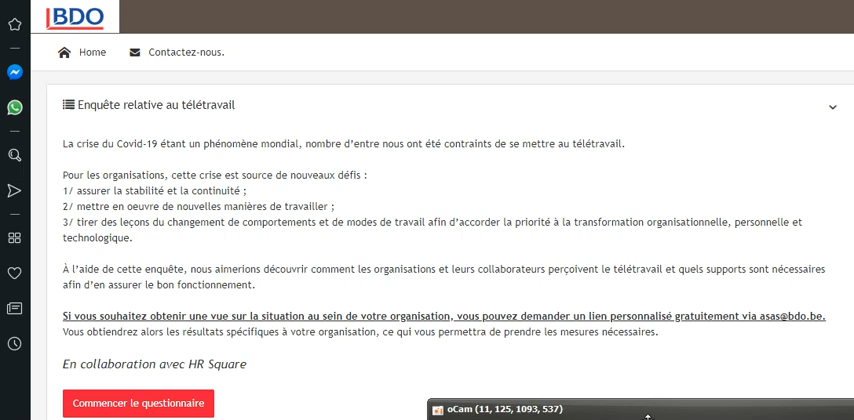 BDO
Home
Contactez-nous.
Enquête relative au télétravail
La crise du Covid-19 étant un phénomène mondial, nombre d'entre nous ont été contraints de se mettre au télétravail.
Pour les organisations, cette crise est source de nouveaux défis :
1/ assurer la stabilité et la continuité ;
2/ mettre en oeuvre de nouvelles manières de travailler ;
3/ tirer des leçons du changement de comportements et de modes de travail afin d'accorder la priorité à la transformation organisationnelle, personnelle et
technologique.
À l'aide de cette enquête, nous aimerions découvrir comment les organisations et leurs collaborateurs perçoivent le télétravail et quels supports sont nécessaires
afin d'en assurer le bon fonctionnement.
Si vous souhaitez obtenir une vue sur la situation au sein de votre organisation, vous pouvez demander un lien personnalisé gratuitement via asas@bdo.be.
Vous obtiendrez alors les résultats spécifiques à votre organisation, ce qui vous permettra de prendre les mesures nécessaires.
En collaboration avec HR Square
Commencer le questionnaire
oCam (11, 125, 1093, 537)